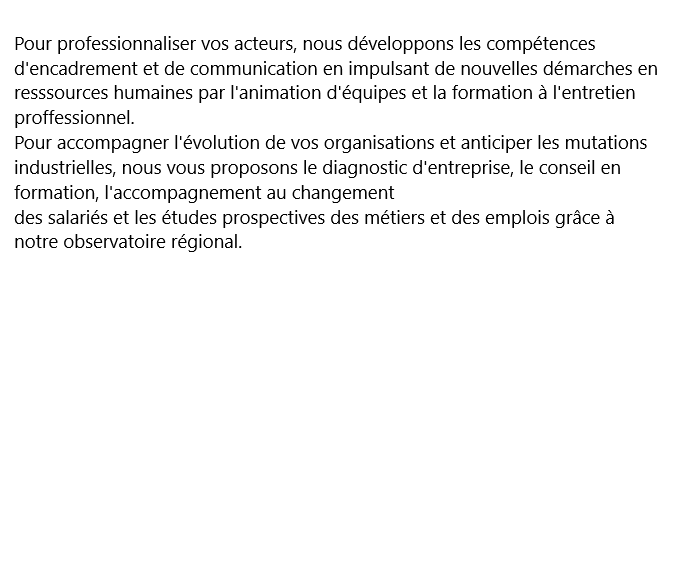 Pour professionnaliser vos acteurs, nous développons les compétences
d'encadrement et de communication en impulsant de nouvelles démarches en
resssources humaines par l'animation d'équipes et la formation à l'entretien
proffessionnel.
Pour accompagner l'évolution de vos organisations et anticiper les mutations
industrielles, nous vous proposons le diagnostic d'entreprise, le conseil en
formation, l'accompagnement au changement
des salariés et les études prospectives des métiers et des emplois grâce à
notre observatoire régional.